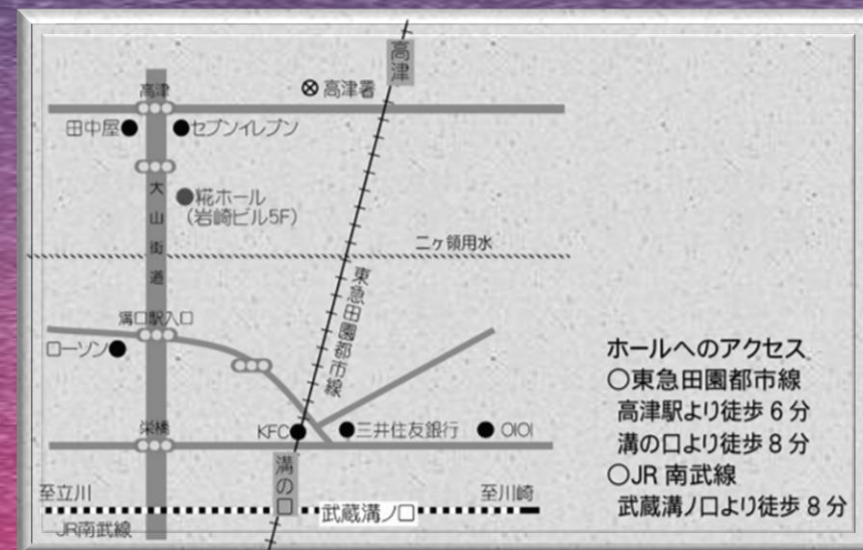 高津
高津
⊗高津署
田中屋●
●セブンイレブン
大山街道
●糀ホール
(岩崎ビル5F)
二ヶ領用水
東急田園都市線
溝口駅入口
ローソン●
栄橋
KFC●
●三井住友銀行
●OIOI
溝の口
至立川
武蔵溝ノ口
至川崎
JR南武線
ホールへのアクセス
○東急田園都市線
高津駅より徒歩6分
溝の口より徒歩8分
○JR南武線
武蔵溝ノ口より徒歩8分